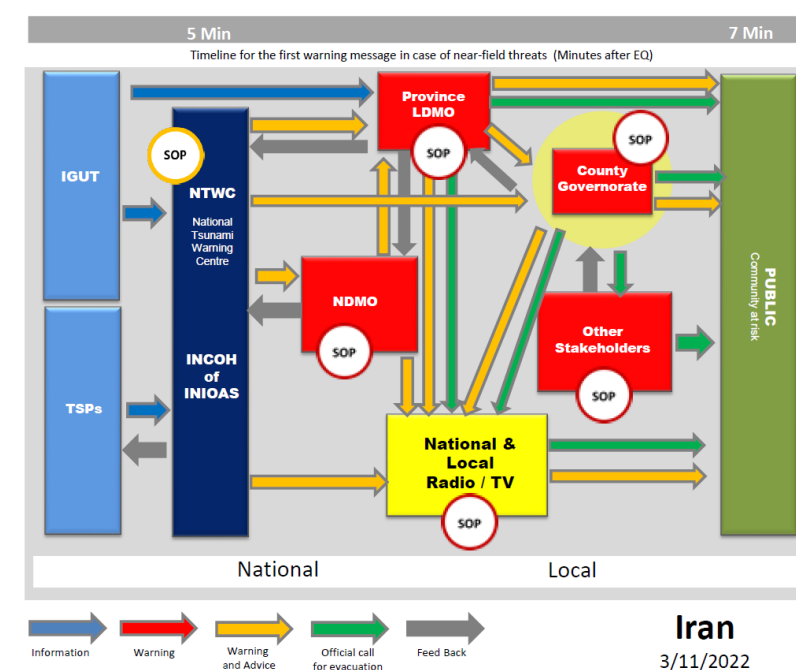 5 Min
7 Min
Timeline for the first warning message in case of near-field threats (Minutes after EQ)
IGUT
TSPs
SOP
NTWC
National
Tsunami
Warning
Centre
INCOH
of
INIOAS
Province
LDMO
SOP
NDMO
SOP
SOP
County
Governorate
Other
Stakeholders
SOP
National &
Local
Radio / TV
SOP
PUBLIC
Community at risk
National
Local
Information
Warning
Warning
and Advice
Official call
for evacuation
Feed Back
Iran
3/11/2022